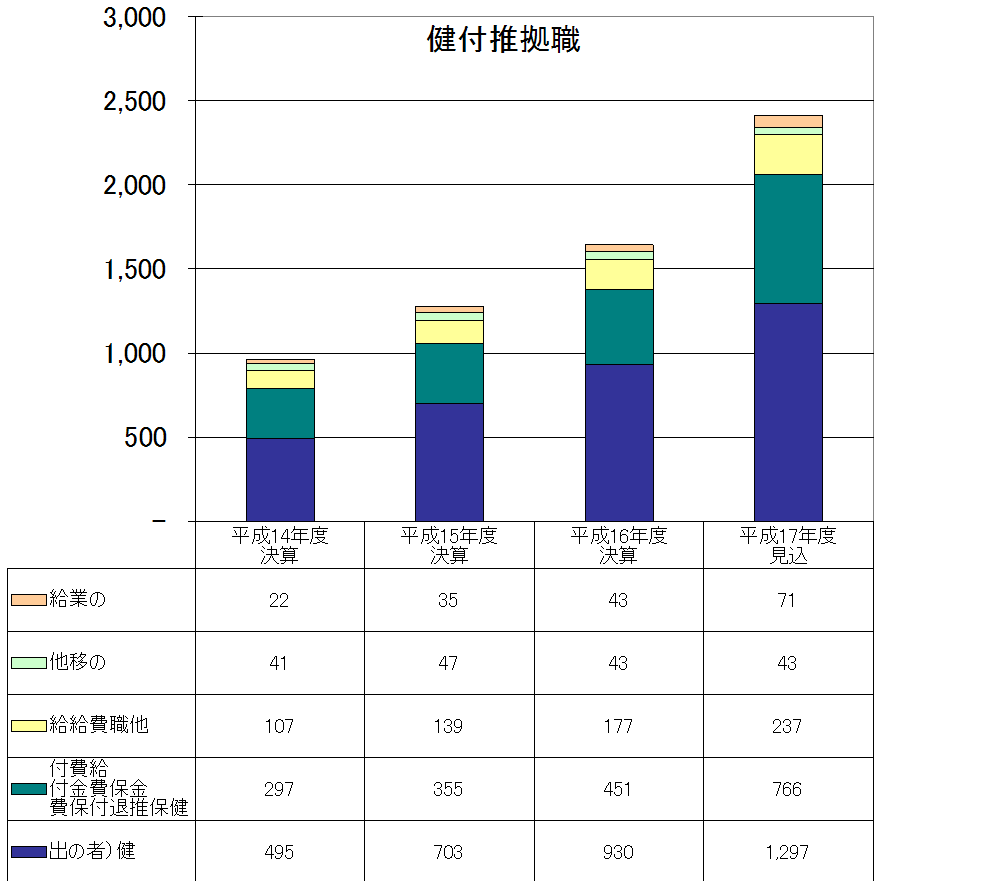 3,000
健付推拠職
2,500
2,000
1,500
1,000
500
–
平成14年度 平成15年度 平成16年度 平成17年度
決算 決算 決算 見込
給業の 22 35 43 71
他移の 41 47 43 43
給給費職他 107 139 177 237
付費給
付金費保金 297 355 451 766
費保付退推保健
出の者)健 495 703 930 1,297